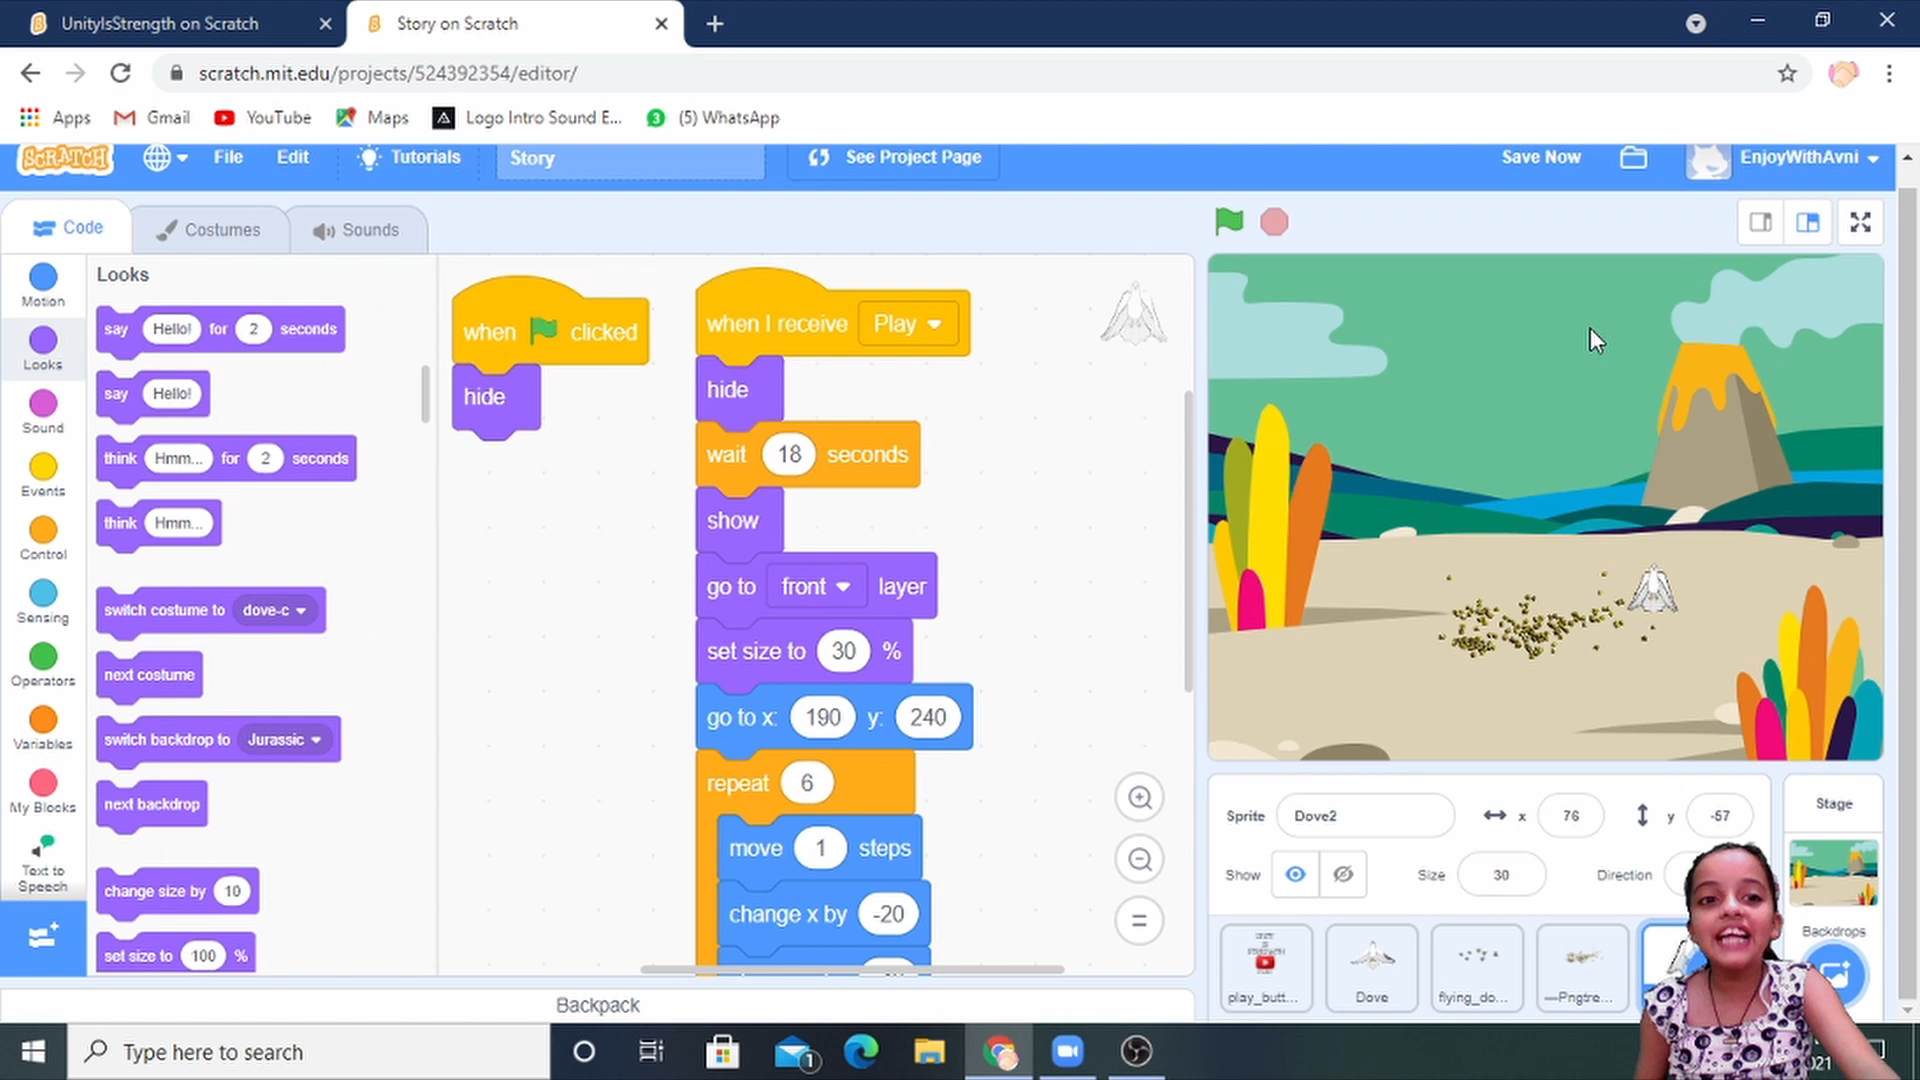 UnityIsStrength on Scratch
Story on Scratch
scratch.mit.edu/projects/524392354/editor/
Apps
Gmail
YouTube
Maps
Logo Intro Sound E...
(5) WhatsApp
SCRATCH
File
Edit
Tutorials
Story
See Project Page
Save Now
EnjoyWithAvni
Code
Costumes
Sounds
Motion
Looks
Sound
Events
Control
Sensing
Operators
Variables
My Blocks
Text to
Speech
Looks
say Hello! for 2 seconds
say Hello!
think Hmm... for 2 seconds
think Hmm...
switch costume to dove-c
next costume
switch backdrop to Jurassic
next backdrop
change size by 10
set size to 100 %
when clicked
hide
when I receive Play
hide
wait 18 seconds
show
go to front layer
set size to 30 %
go to x: 190 y: 240
repeat 6
move 1 steps
change x by -20
Backpack
Sprite Dove2 x 76 y -57
Show Size 30 Direction
Stage
Backdrops
play_butt...
Dove
flying_do...
—Pngtre...
Type here to search
1
021